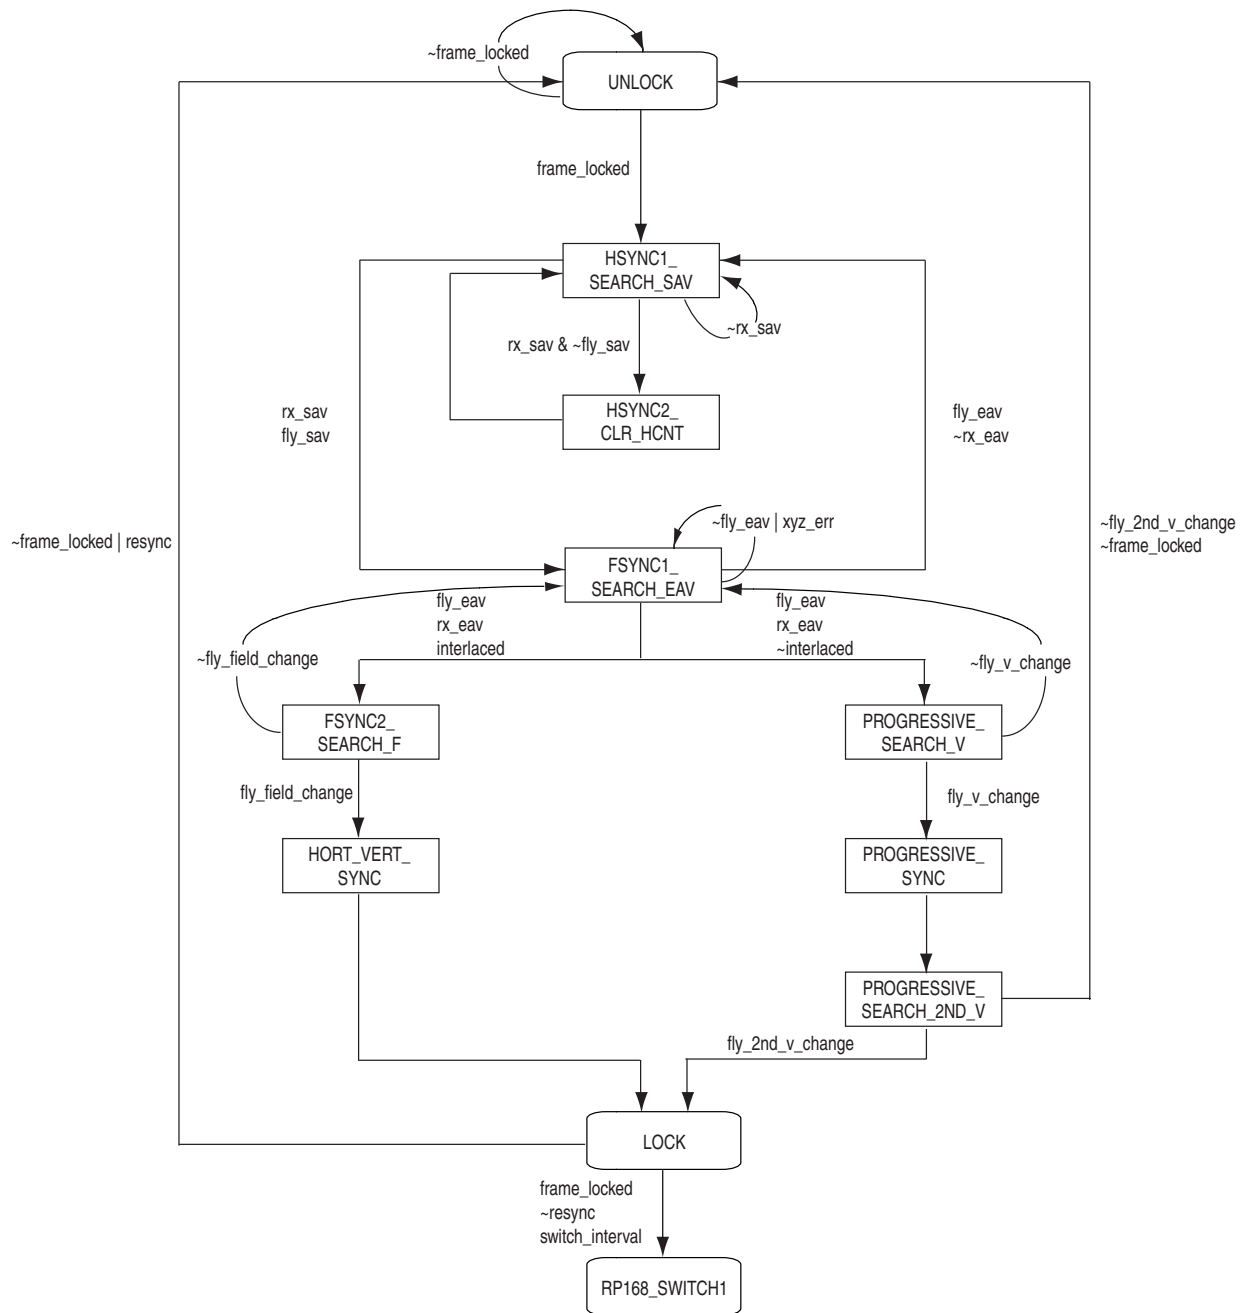 ~frame_locked
UNLOCK
frame_locked
HSYNC1_
SEARCH_SAV
~rx_sav
rx_sav & ~fly_sav
HSYNC2_
CLR_HCNT
rx_sav
fly_sav
fly_eav
~rx_eav
~frame_locked | resync
~fly_eav | xyz_err
~fly_2nd_v_change
~frame_locked
FSYNC1_
SEARCH_EAV
fly_eav
rx_eav
interlaced
fly_eav
rx_eav
~interlaced
~fly_field_change
~fly_v_change
FSYNC2_
SEARCH_F
PROGRESSIVE_
SEARCH_V
fly_field_change
fly_v_change
HORT_VERT_
SYNC
PROGRESSIVE_
SYNC
PROGRESSIVE_
SEARCH_2ND_V
fly_2nd_v_change
LOCK
frame_locked
~resync
switch_interval
RP168_SWITCH1